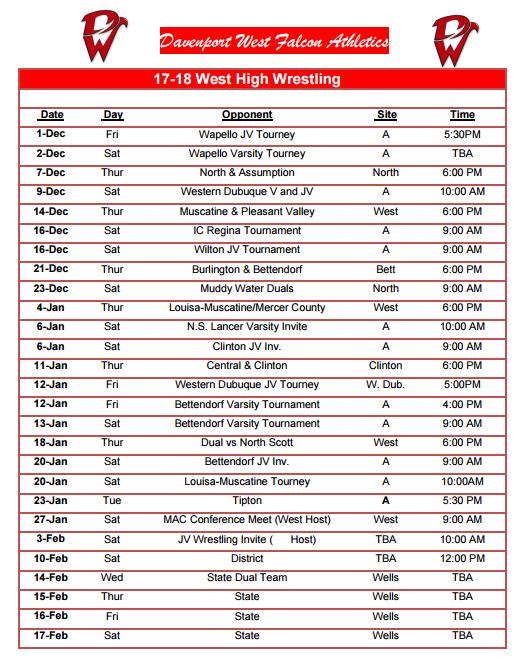 DW Davenport West Falcon Athletics DW
17-18 West High Wrestling
Date Day Opponent Site Time
1-Dec Fri Wapello JV Tourney A 5:30PM
2-Dec Sat Wapello Varsity Tourney A TBA
7-Dec Thur North & Assumption North 6:00 PM
9-Dec Sat Western Dubuque V and JV A 10:00 AM
14-Dec Thur Muscatine & Pleasant Valley West 6:00 PM
16-Dec Sat IC Regina Tournament A 9:00 AM
16-Dec Sat Wilton JV Tournament A 9:00 AM
21-Dec Thur Burlington & Bettendorf Bett 6:00 PM
23-Dec Sat Muddy Water Duals North 9:00 AM
4-Jan Thur Louisa-Muscatine/Mercer County West 6:00 PM
6-Jan Sat N.S. Lancer Varsity Invite A 10:00 AM
6-Jan Sat Clinton JV Inv. A 9:00 AM
11-Jan Thur Central & Clinton Clinton 6:00 PM
12-Jan Fri Western Dubuque JV Tourney W. Dub. 5:00PM
12-Jan Fri Bettendorf Varsity Tournament A 4:00 PM
13-Jan Sat Bettendorf Varsity Tournament A 9:00 AM
18-Jan Thur Dual vs North Scott West 6:00 PM
20-Jan Sat Bettendorf JV Inv. A 9:00 AM
20-Jan Sat Louisa-Muscatine Tourney A 10:00AM
23-Jan Tue Tipton A 5:30 PM
27-Jan Sat MAC Conference Meet (West Host) West 9:00 AM
3-Feb Sat JV Wrestling Invite ( Host) TBA 10:00 AM
10-Feb Sat District TBA 12:00 PM
14-Feb Wed State Dual Team Wells TBA
15-Feb Thur State Wells TBA
16-Feb Fri State Wells TBA
17-Feb Sat State Wells TBA